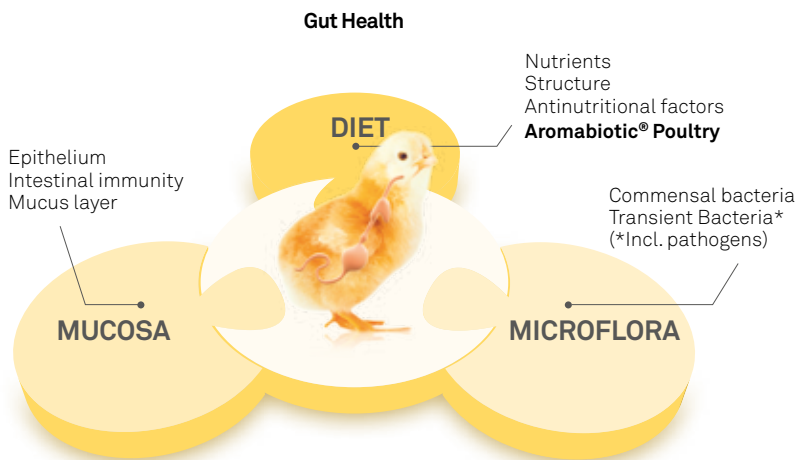 Gut Health
Nutrients
Structure
Antinutritional factors
Aromabiotic® Poultry
DIET
Epithelium
Intestinal immunity
Mucus layer
Commensal bacteria
Transient Bacteria*
(*Incl. pathogens)
MUCOSA
MICROFLORA